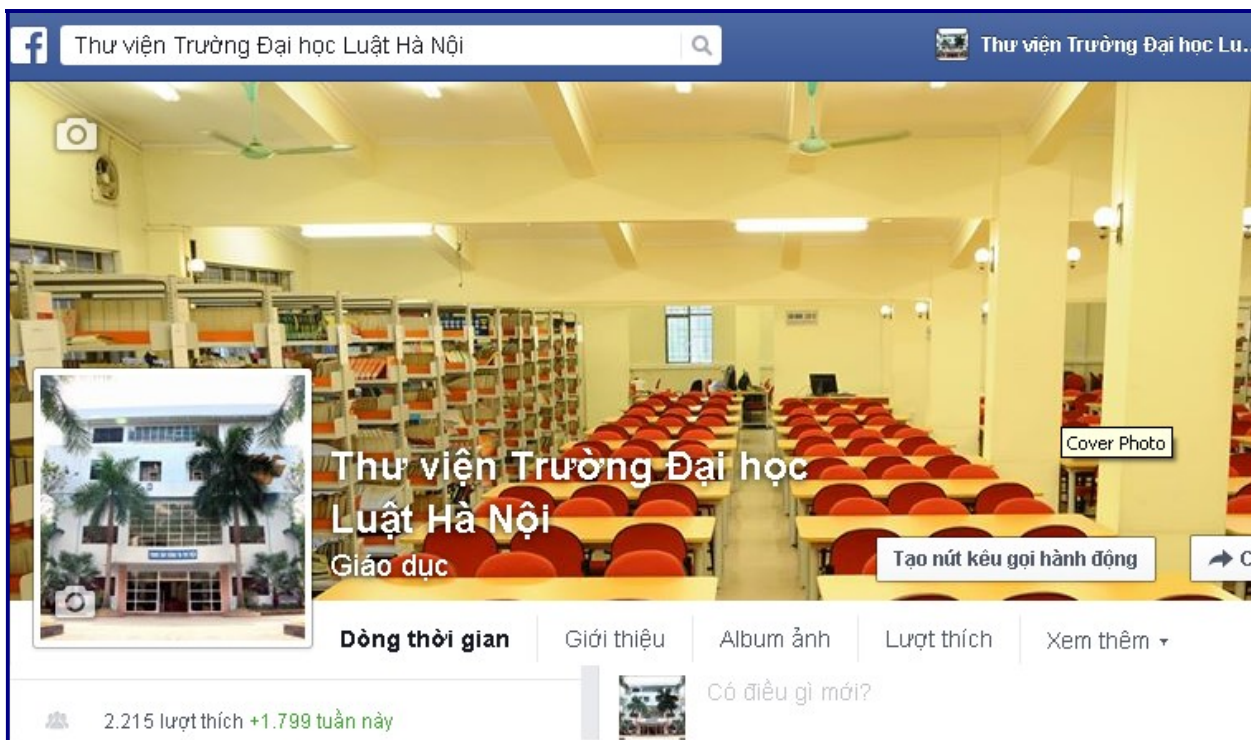 f
Thư viện Trường Đại học Luật Hà Nội
Thư viện Trường Đại học Lu...
Cover Photo
Thư viện Trường Đại học
Luật Hà Nội
Giáo dục
Tạo nút kêu gọi hành động
Dòng thời gian
Giới thiệu
Album ảnh
Lượt thích
Xem thêm
2.215 lượt thích +1.799 tuần này
Có điều gì mới?